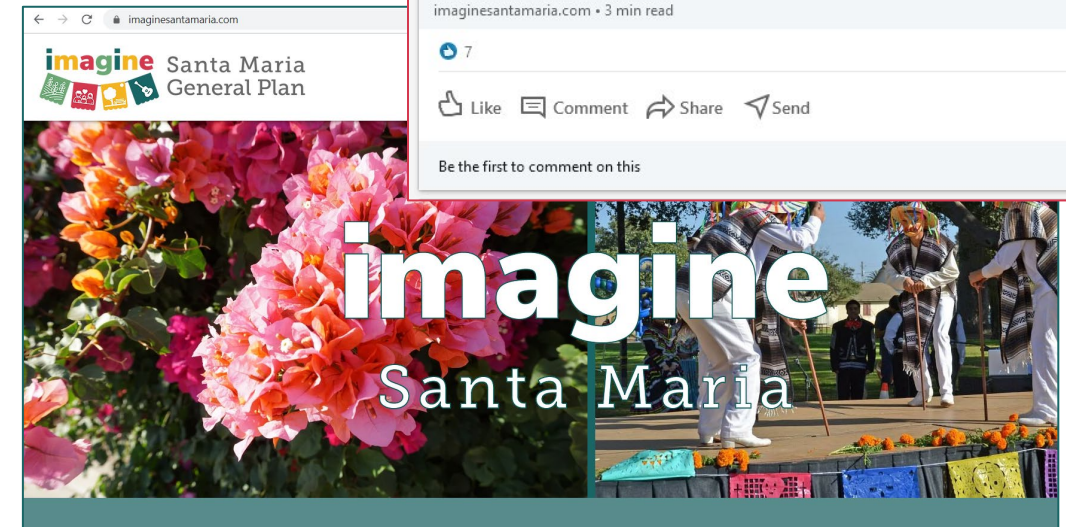 imaginesantamaria.com • 3 min read
7
Like Comment Share Send
Be the first to comment on this
imaginesantamaria.com
imagine
Santa Maria
General Plan
imagine
Santa Maria